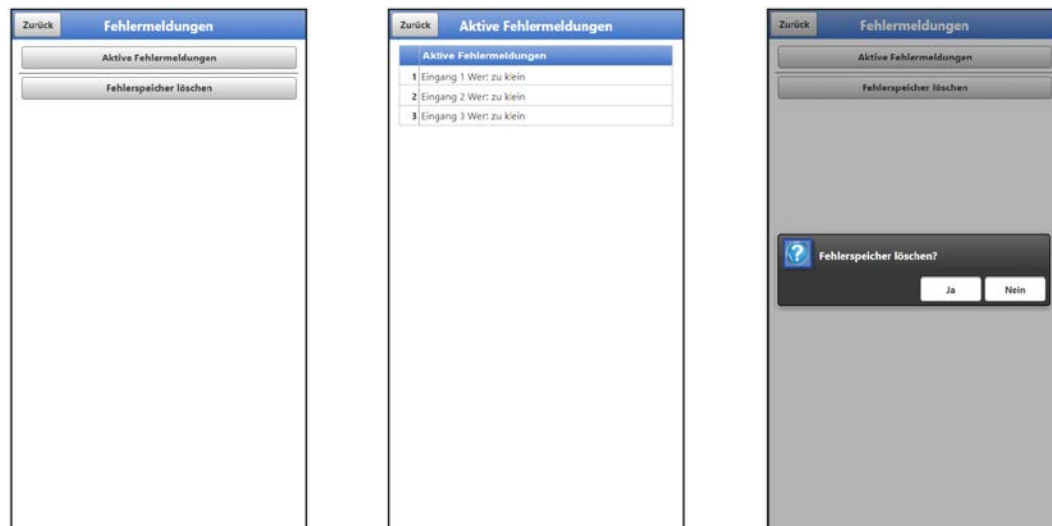 Zurück Fehlermeldungen
Aktive Fehlermeldungen
Fehlerspeicher löschen
Zurück Aktive Fehlermeldungen
Aktive Fehlermeldungen
1 Eingang 1 Wert zu klein
2 Eingang 2 Wert zu klein
3 Eingang 3 Wert zu klein
Zurück Fehlermeldungen
Aktive Fehlermeldungen
Fehlerspeicher löschen
Fehlerspeicher löschen?
Ja Nein